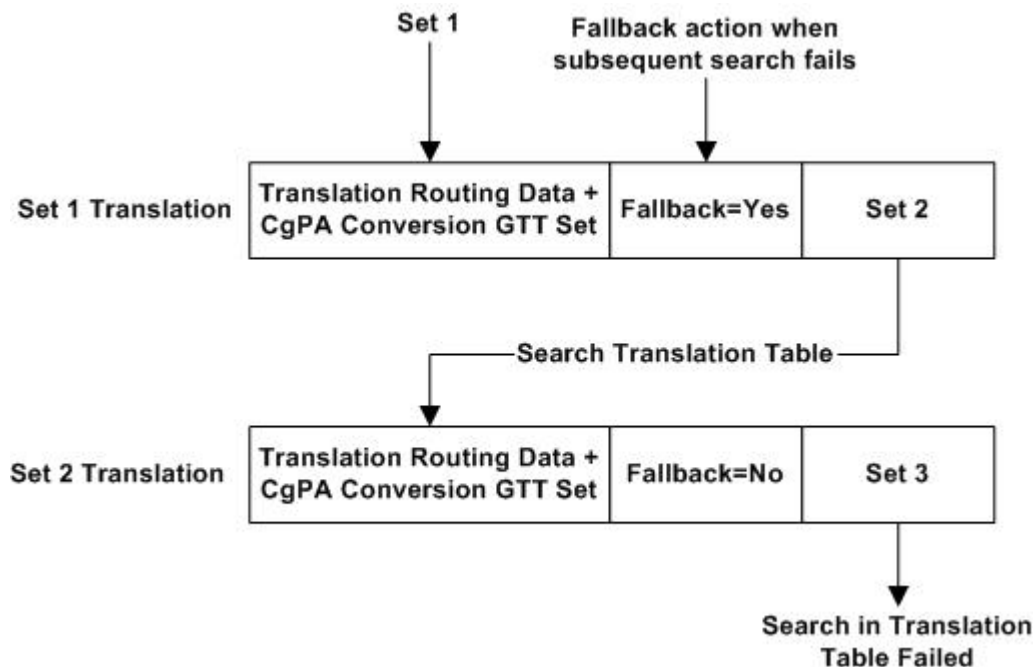 Set 1
Fallback action when
subsequent search fails
Set 1 Translation
Translation Routing Data +
CgPA Conversion GTT Set
Fallback=Yes
Set 2
Search Translation Table
Set 2 Translation
Translation Routing Data +
CgPA Conversion GTT Set
Fallback=No
Set 3
Search in Translation
Table Failed